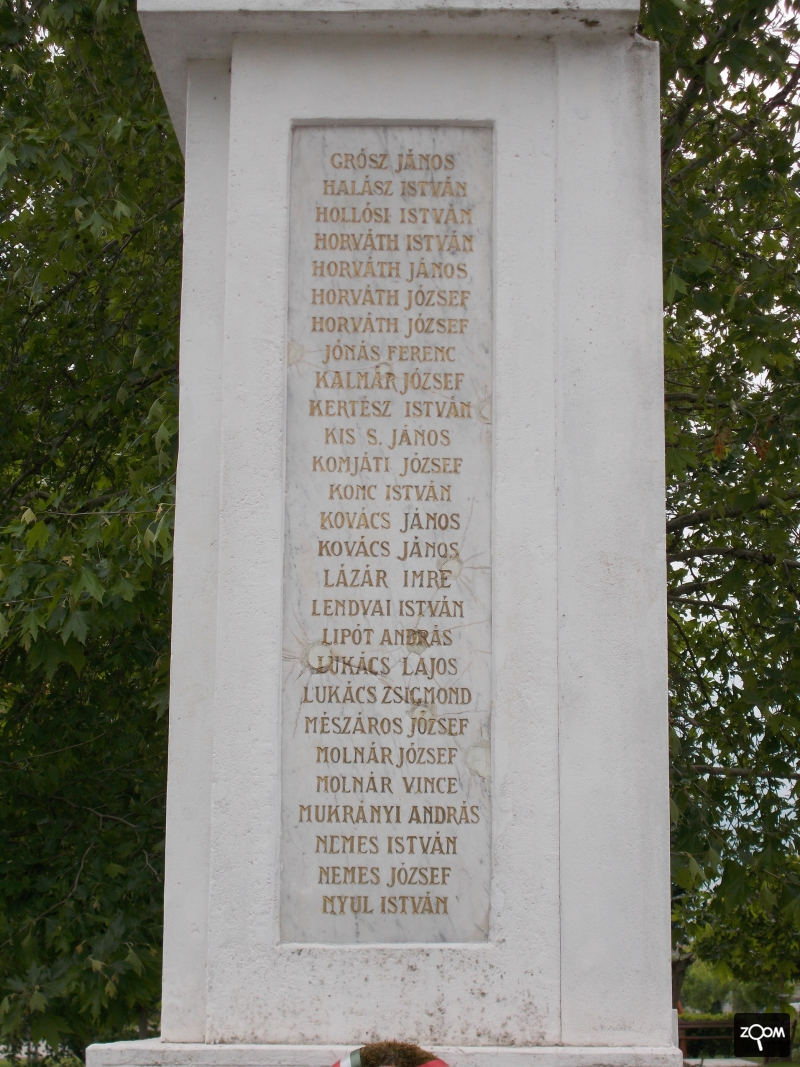 GRÓSZ JÁNOS
HALÁSZ ISTVÁN
HOLLÓSI ISTVÁN
HORVÁTH ISTVÁN
HORVÁTH JÁNOS
HORVÁTH JÓZSEF
HORVÁTH JÓZSEF
JÓNÁS FERENC
KALMÁR JÓZSEF
KERTÉSZ ISTVÁN
KIS S. JÁNOS
KOMJÁTI JÓZSEF
KONC ISTVÁN
KOVÁCS JÁNOS
KOVÁCS JÁNOS
LÁZÁR IMRE
LENDVAI ISTVÁN
LIPÓT ANDRÁS
LUKÁCS LAJOS
LUKÁCS ZSIGMOND
MÉSZÁROS JÓZSEF
MOLNÁR JÓZSEF
MOLNÁR VINCE
MUKRÁNYI ANDRÁS
NEMES ISTVÁN
NEMES JÓZSEF
NYUL ISTVÁN
ZOOM